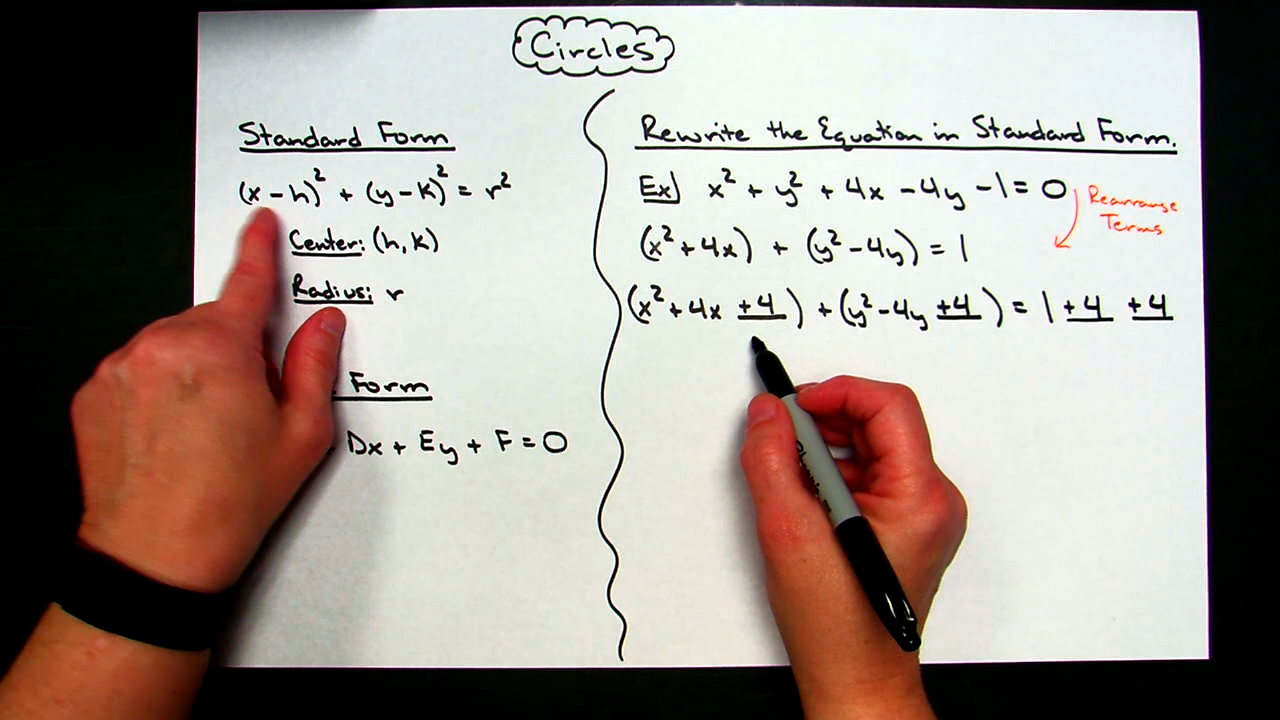 Circles
Standard Form
(x - h)² + (y - k)² = r²
Center: (h, k)
Radius: r
Form
Dx + Ey + F = 0
Rewrite the Equation in Standard Form.
Ex) x² + y² + 4x - 4y - 1 = 0
Rearrange
Terms
(x² + 4x) + (y² - 4y) = 1
(x² + 4x +4) + (y² - 4y +4) = 1 +4 +4